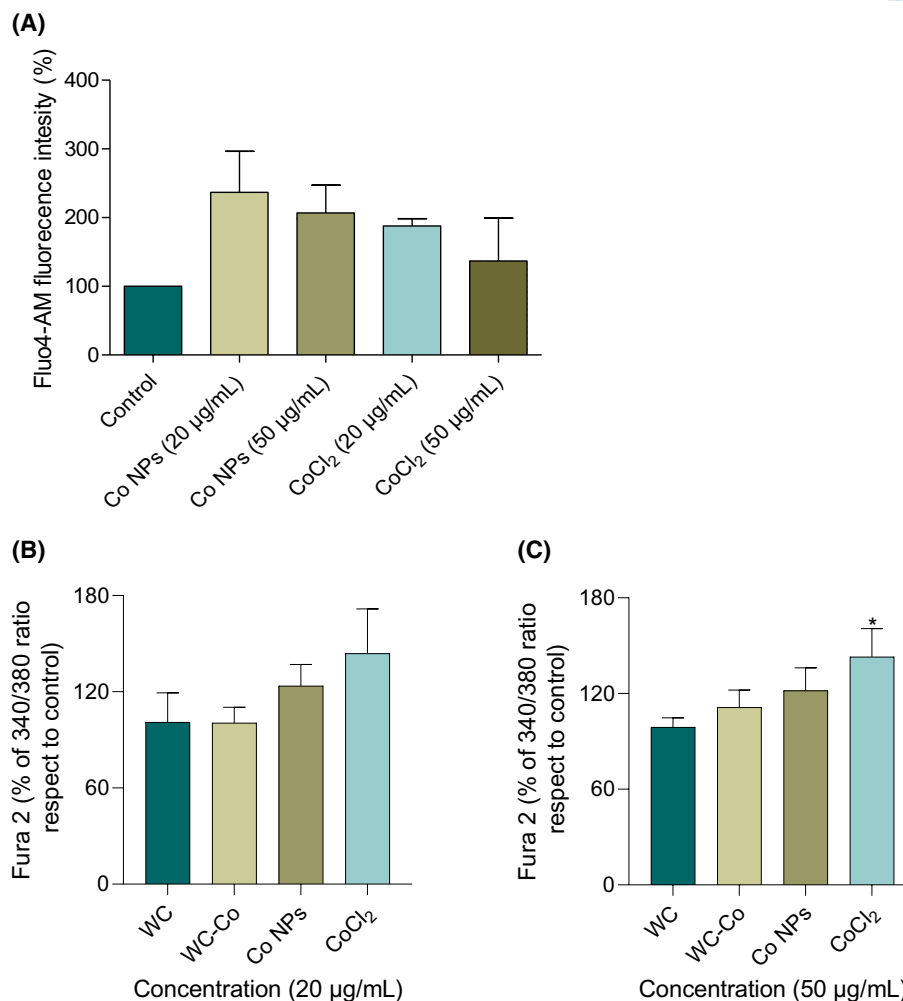 (A)
Fluo4-AM fluorecence intesity (%)
400
300
200
100
0
Control
Co NPs (20 µg/mL)
Co NPs (50 µg/mL)
CoCl₂ (20 µg/mL)
CoCl₂ (50 µg/mL)
(B)
Fura 2 (% of 340/380 ratio
respect to control)
180
120
60
0
WC
WC-Co
Co NPs
CoCl₂
Concentration (20 µg/mL)
(C)
Fura 2 (% of 340/380 ratio
respect to control)
180
120
60
0
*
WC
WC-Co
Co NPs
CoCl₂
Concentration (50 µg/mL)